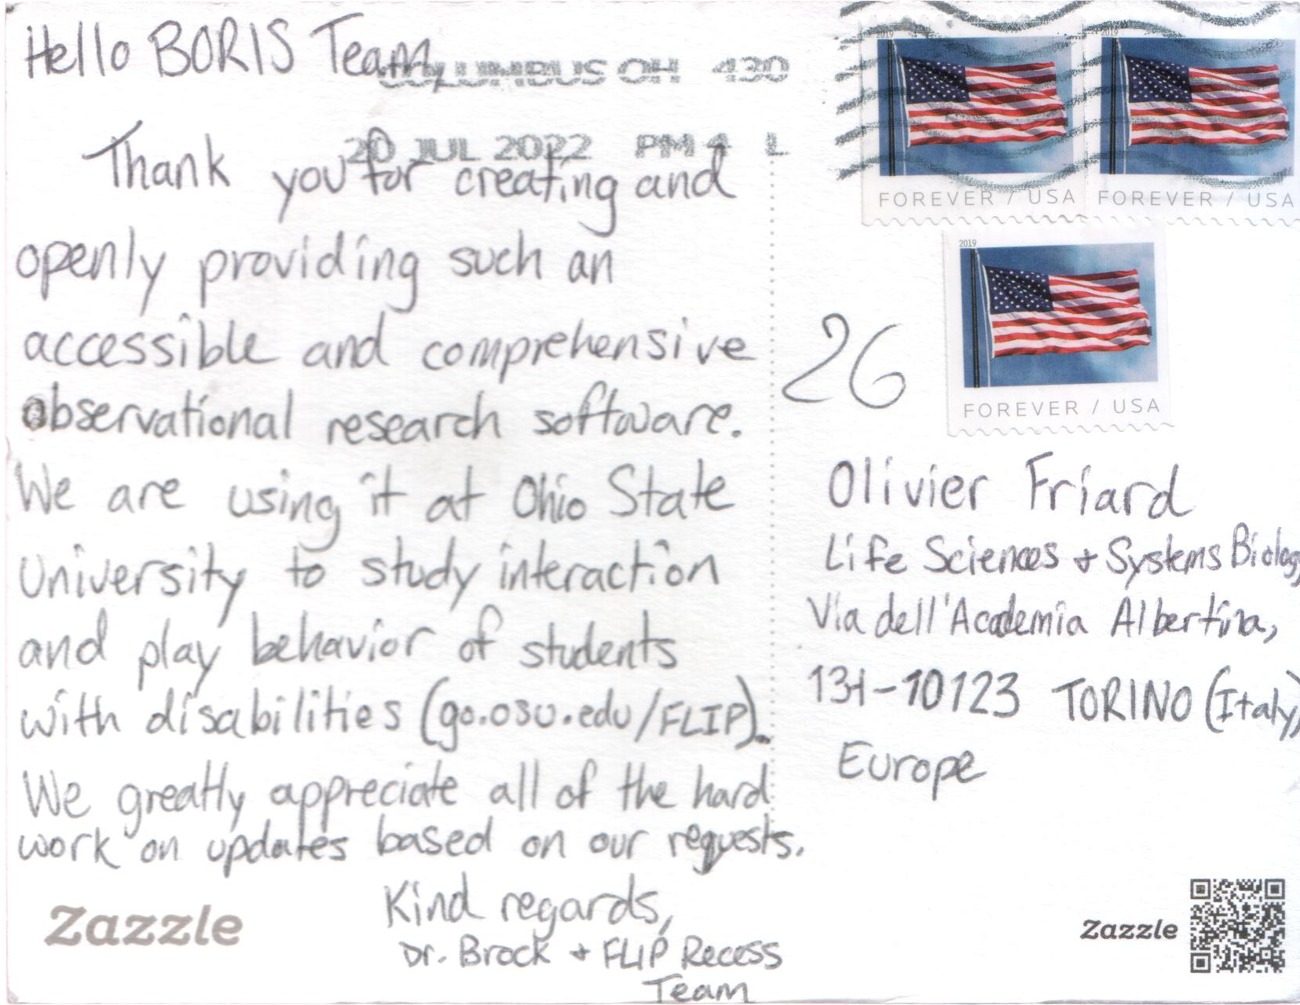 Hello BORIS Team,
COLUMBUS OH 430
20 JUL 2022 PM 4 L
Thank you for creating and
openly providing such an
accessible and comprehensive
observational research software.
We are using it at Ohio State
University to study interaction
and play behavior of students
with disabilities (go.osu.edu/FLIP).
We greatly appreciate all of the hard
work on updates based on our requests.
Kind regards,
Dr. Brock + FLIP Recess
Team
Zazzle
2019
FOREVER / USA
2019
FOREVER / USA
2019
FOREVER / USA
26
Olivier Friard
Life Sciences + Systems Biology
Via dell'Accademia Albertina,
13-10123 TORINO (Italy)
Europe
Zazzle